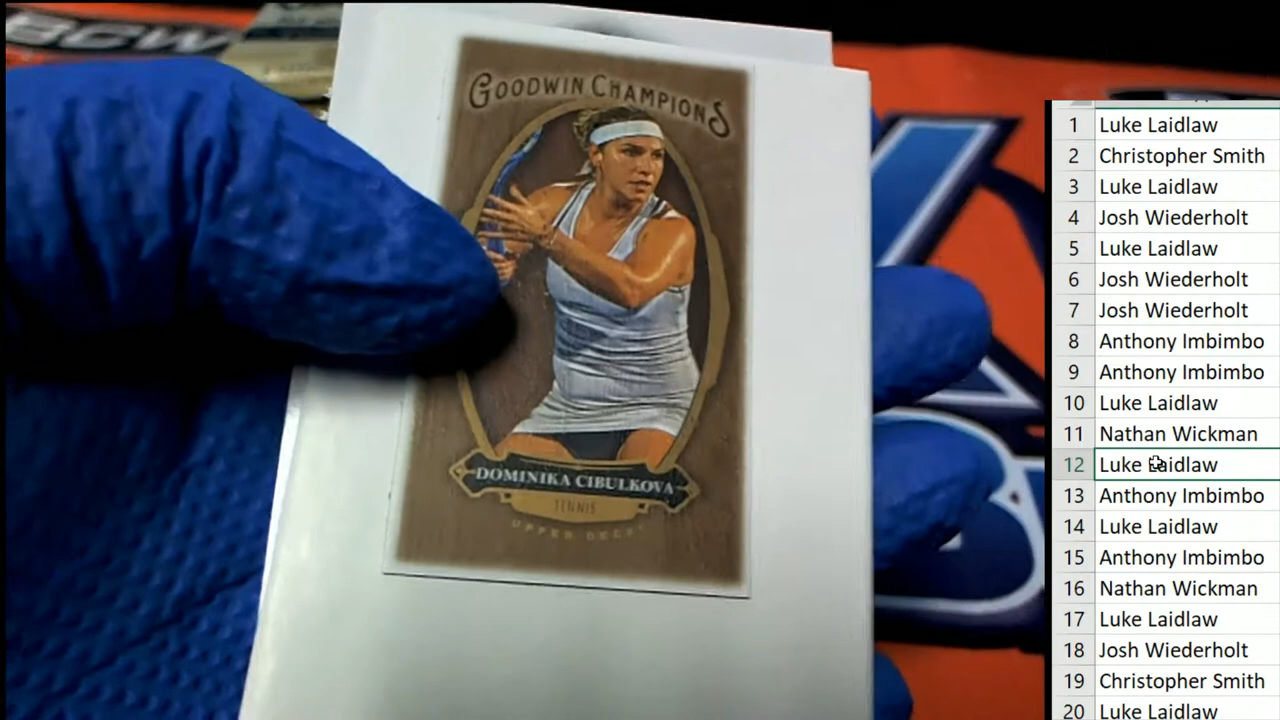 BCW
GOODWIN CHAMPIONS
DOMINIKA CIBULKOVA
TENNIS
UPPER DECK
1 Luke Laidlaw
2 Christopher Smith
3 Luke Laidlaw
4 Josh Wiederholt
5 Luke Laidlaw
6 Josh Wiederholt
7 Josh Wiederholt
8 Anthony Imbimbo
9 Anthony Imbimbo
10 Luke Laidlaw
11 Nathan Wickman
12 Luke Laidlaw
13 Anthony Imbimbo
14 Luke Laidlaw
15 Anthony Imbimbo
16 Nathan Wickman
17 Luke Laidlaw
18 Josh Wiederholt
19 Christopher Smith
20 Luke Laidlaw